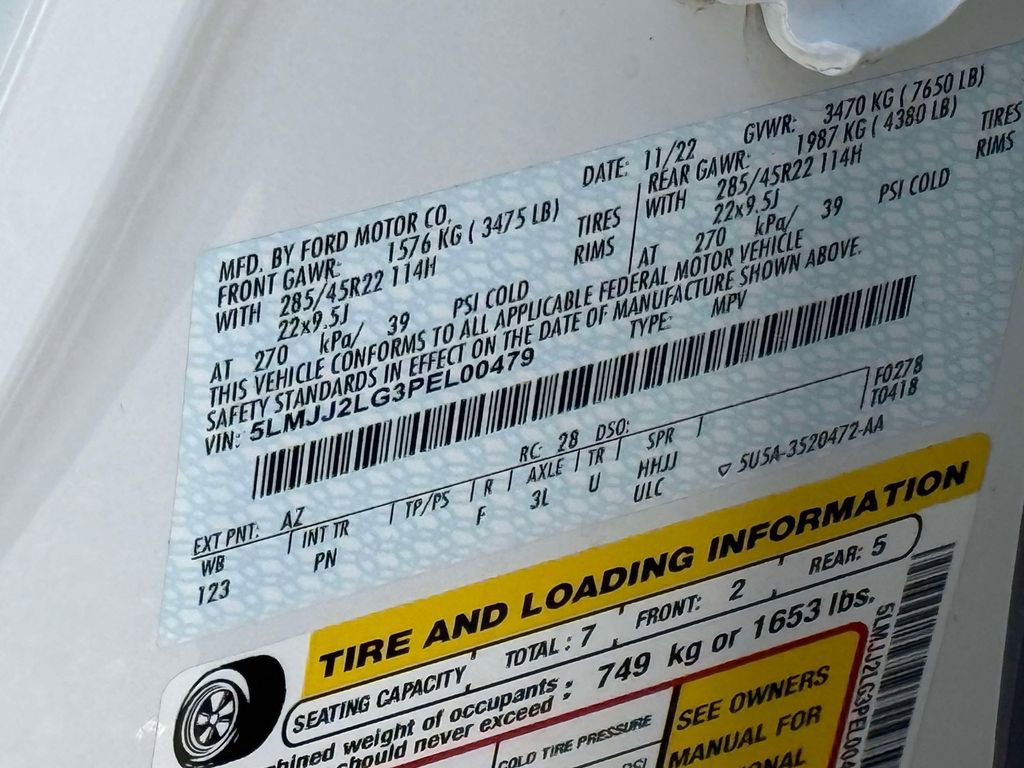 MFD. BY FORD MOTOR CO.
DATE: 11/22 GVWR: 3470 KG ( 7650 LB)
FRONT GAWR: 1576 KG ( 3475 LB)
REAR GAWR: 1987 KG ( 4380 LB)
WITH 285/45R22 114H TIRES
WITH 285/45R22 114H TIRES
22x9.5J RIMS
22x9.5J RIMS
AT 270 kPa/ 39 PSI COLD
AT 270 kPa/ 39 PSI COLD
THIS VEHICLE CONFORMS TO ALL APPLICABLE FEDERAL MOTOR VEHICLE
SAFETY STANDARDS IN EFFECT ON THE DATE OF MANUFACTURE SHOWN ABOVE.
VIN: 5LMJJ2LG3PEL00479
TYPE: MPV
EXT PNT: AZ RC: 28 DSO:
F0278
T0418
WB INT TR TP/PS R AXLE TR SPR
123 PN F 3L U HHJJ
ULC
5U5A-3520472-AA
TIRE AND LOADING INFORMATION
SEATING CAPACITY TOTAL : 7 FRONT: 2 REAR: 5
of occupants : 749 kg or 1653 lbs.
weight
should never exceed :
COLD TIRE PRESSURE
SEE OWNERS
MANUAL FOR
5LMJJ2LG3PEL004